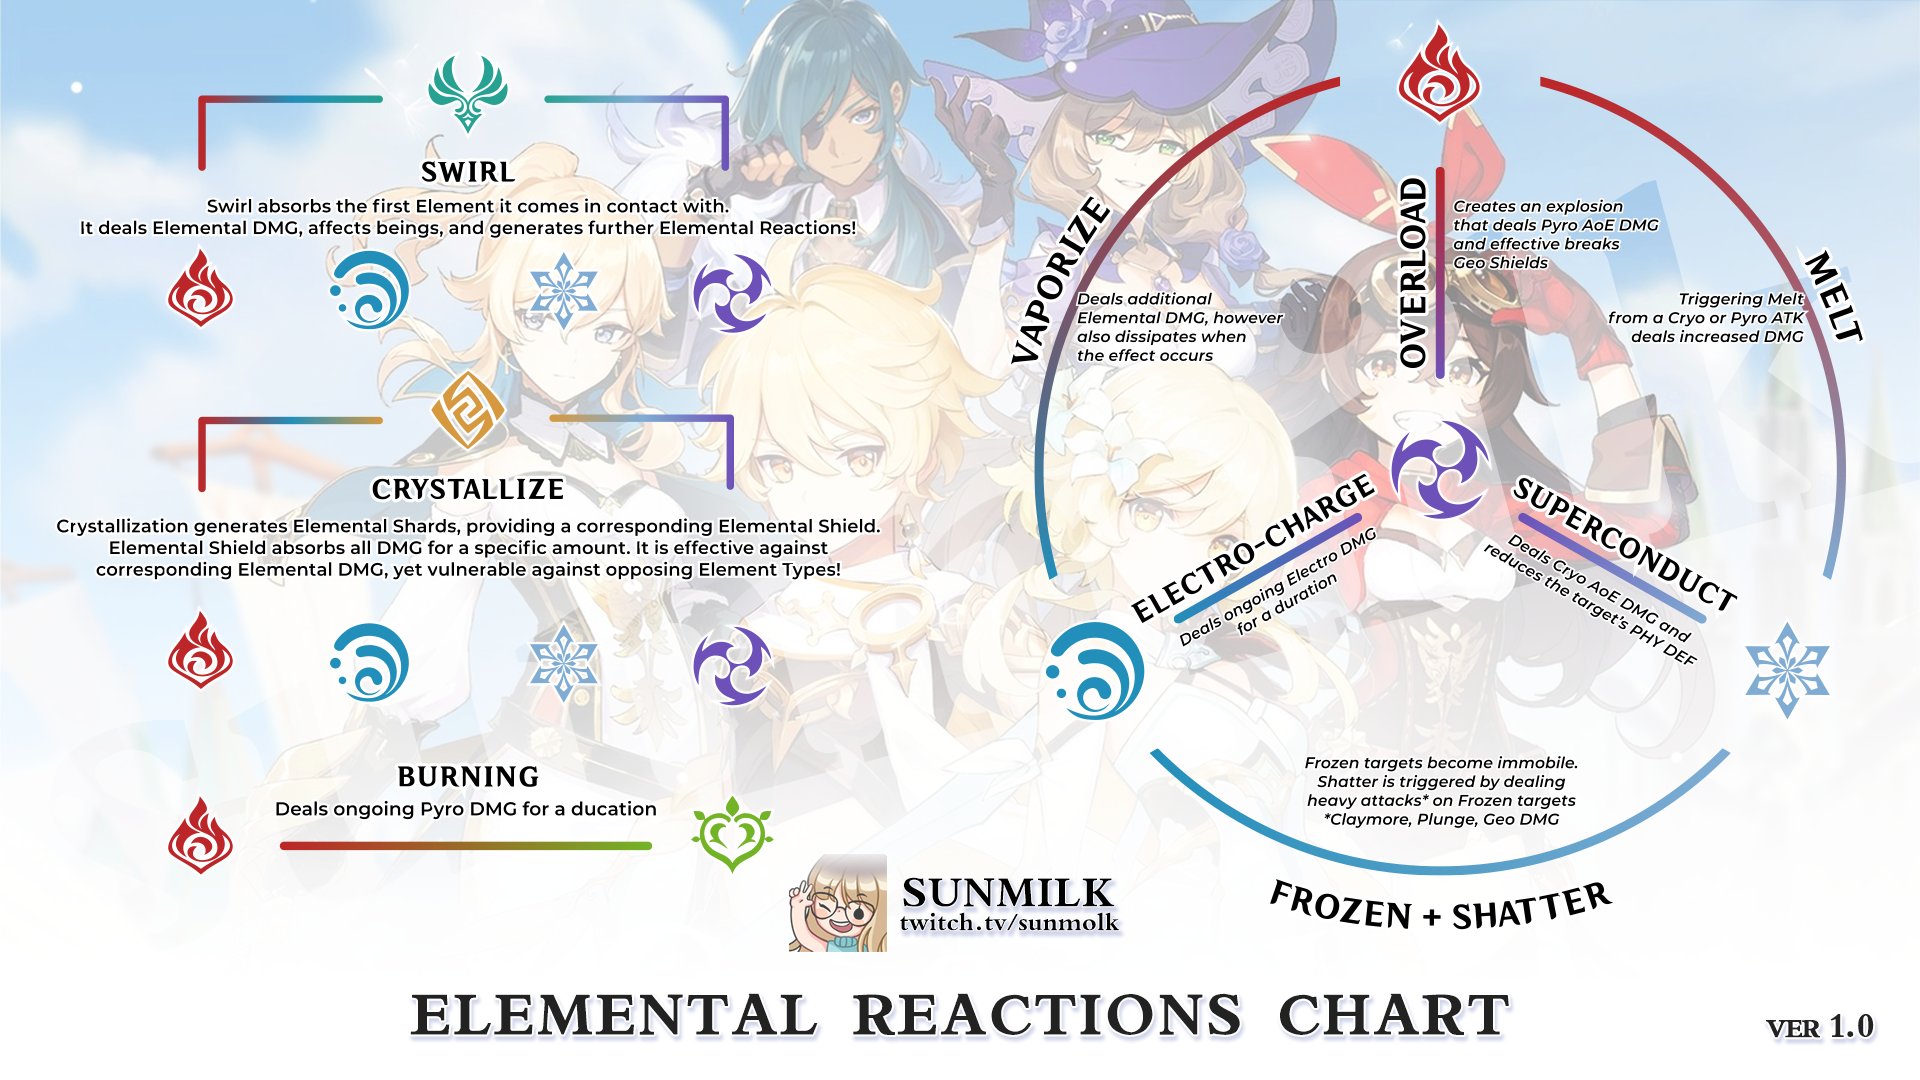 SWIRL
Swirl absorbs the first Element it comes in contact with.
It deals Elemental DMG, affects beings, and generates further Elemental Reactions!
CRYSTALLIZE
Crystallization generates Elemental Shards, providing a corresponding Elemental Shield.
Elemental Shield absorbs all DMG for a specific amount. It is effective against
corresponding Elemental DMG, yet vulnerable against opposing Element Types!
BURNING
Deals ongoing Pyro DMG for a ducation
VAPORIZE
Deals additional
Elemental DMG, however
also dissipates when
the effect occurs
OVERLOAD
Creates an explosion
that deals Pyro AoE DMG
and effective breaks
Geo Shields
MELT
Triggering Melt
from a Cryo or Pyro ATK
deals increased DMG
ELECTRO-CHARGE
Deals ongoing Electro DMG
for a duration
SUPERCONDUCT
Deals Cryo AoE DMG and
reduces the target's PHY DEF
Frozen targets become immobile.
Shatter is triggered by dealing
heavy attacks* on Frozen targets
*Claymore, Plunge, Geo DMG
FROZEN + SHATTER
SUNMILK
twitch.tv/sunmolk
ELEMENTAL REACTIONS CHART
VER 1.0